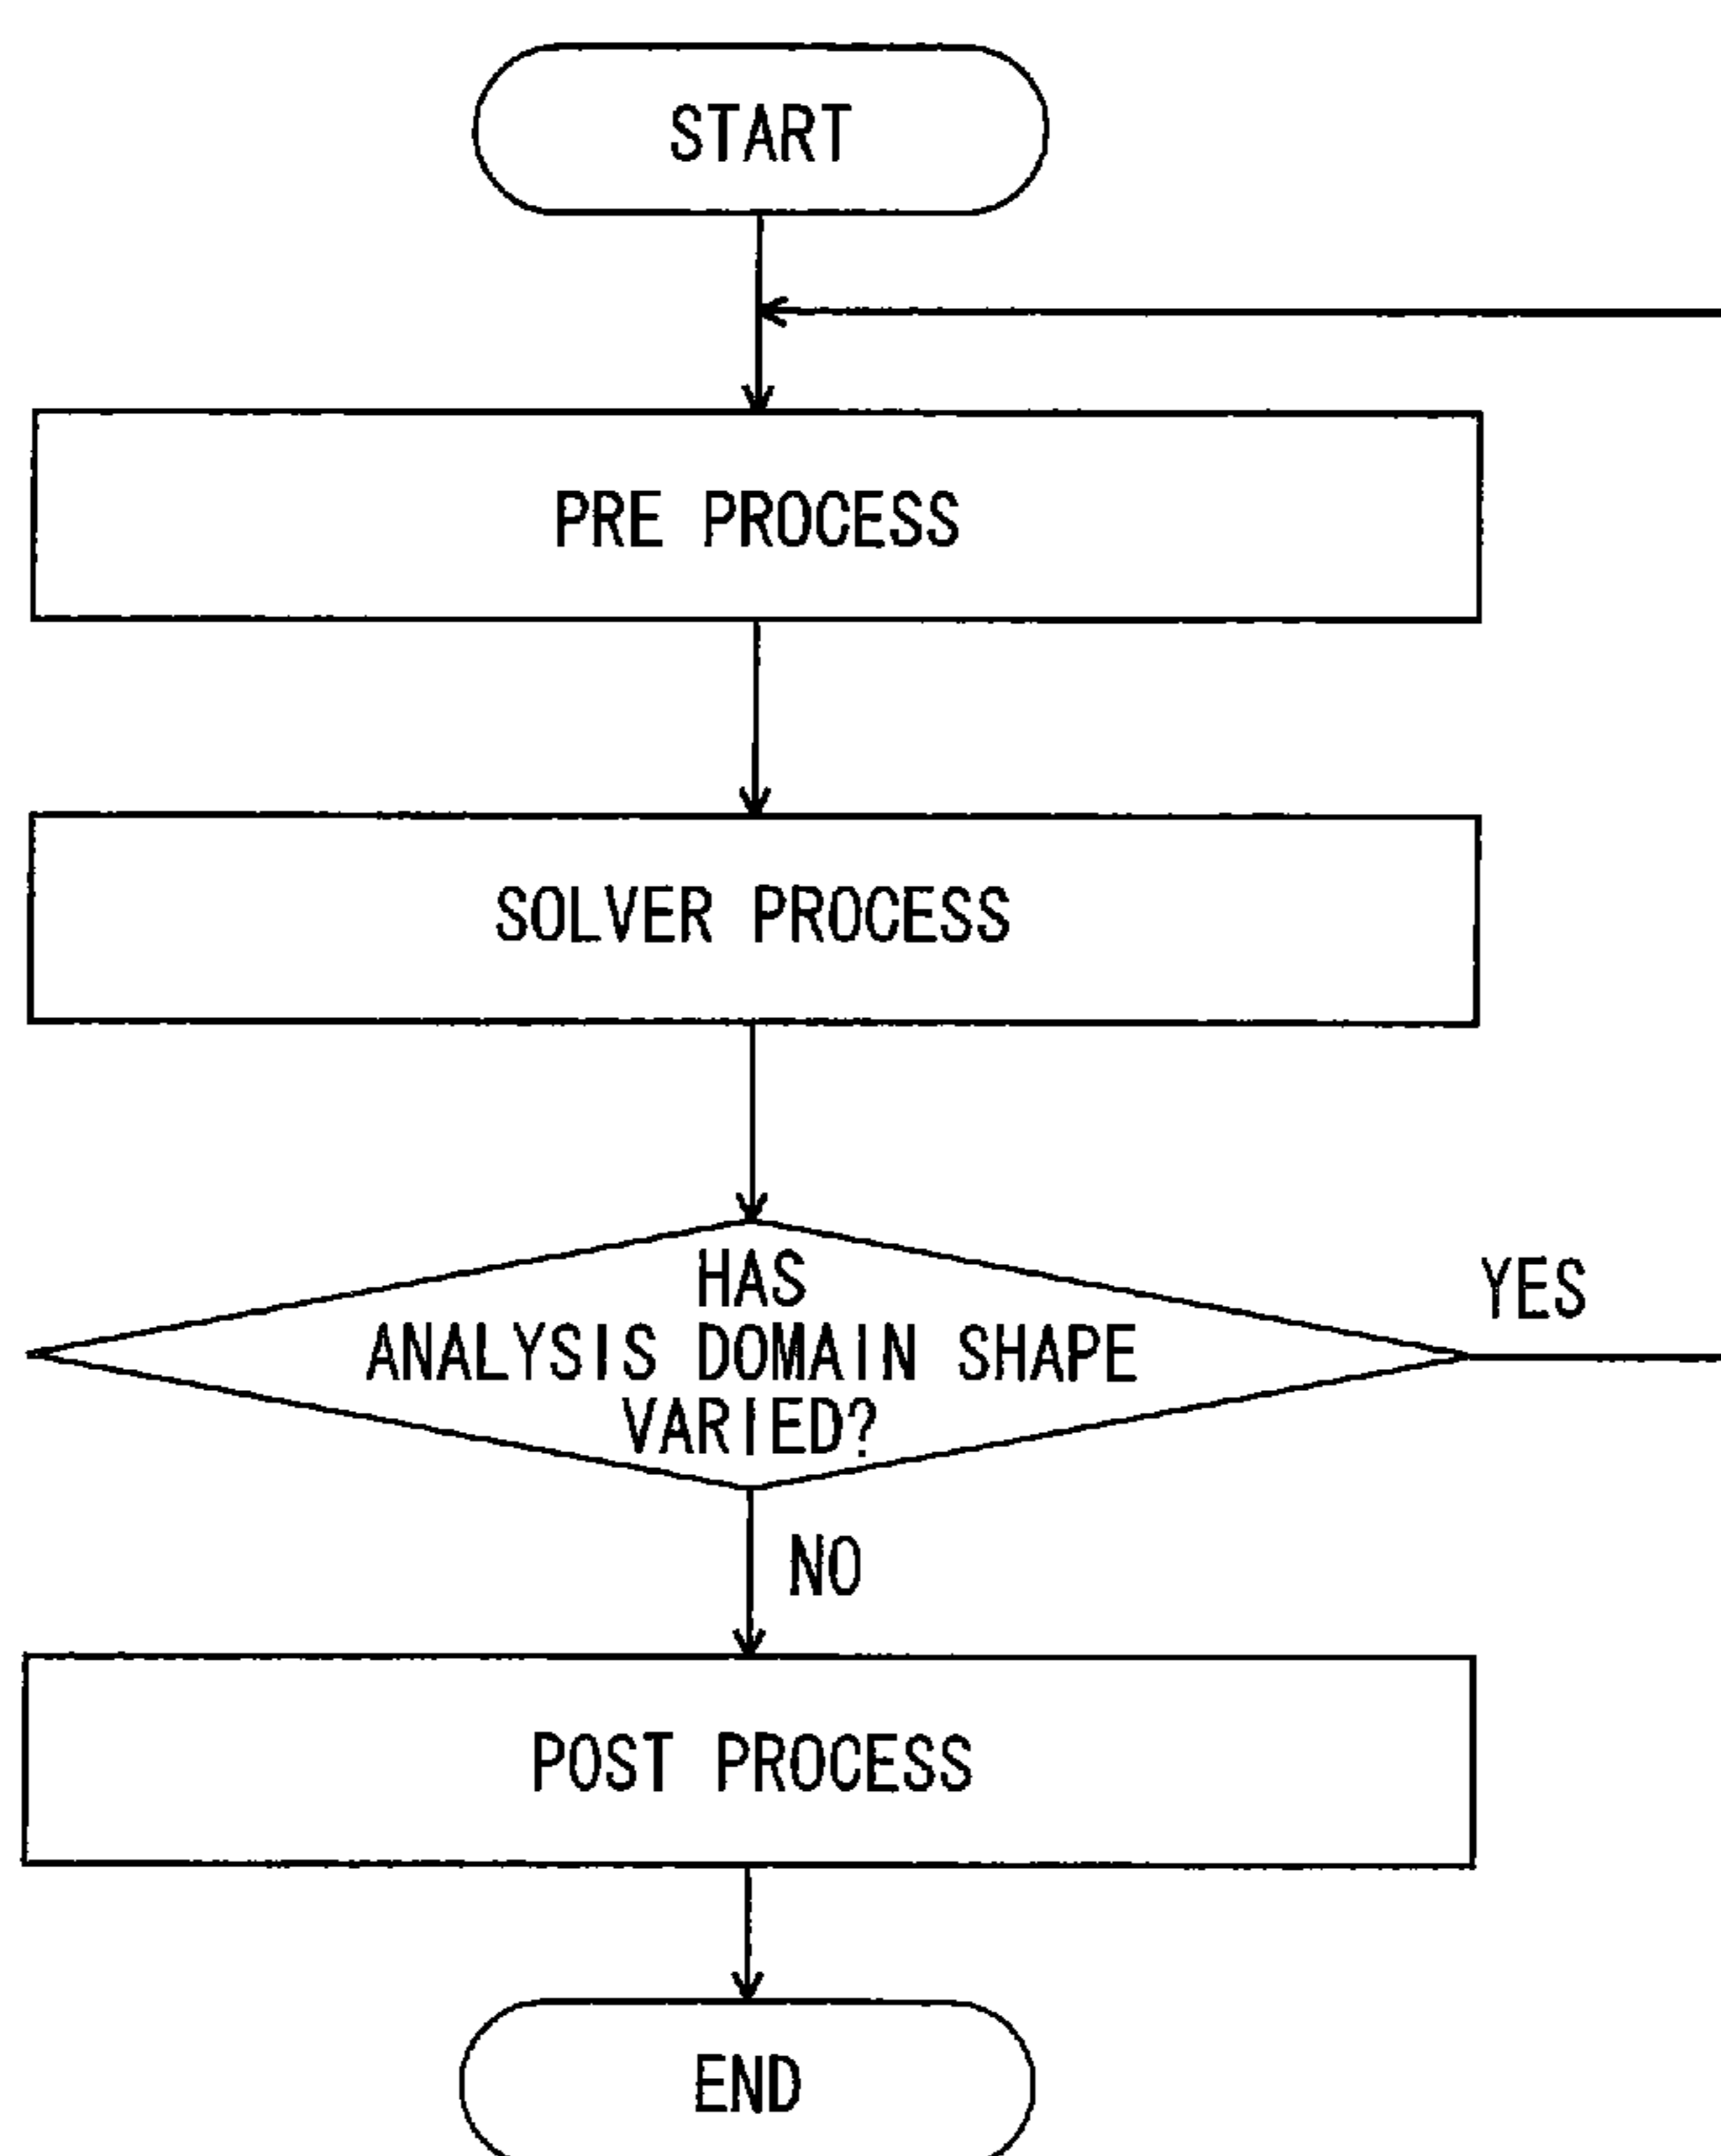 START
PRE PROCESS
SOLVER PROCESS
HAS
ANALYSIS DOMAIN SHAPE
VARIED?
YES
NO
POST PROCESS
END